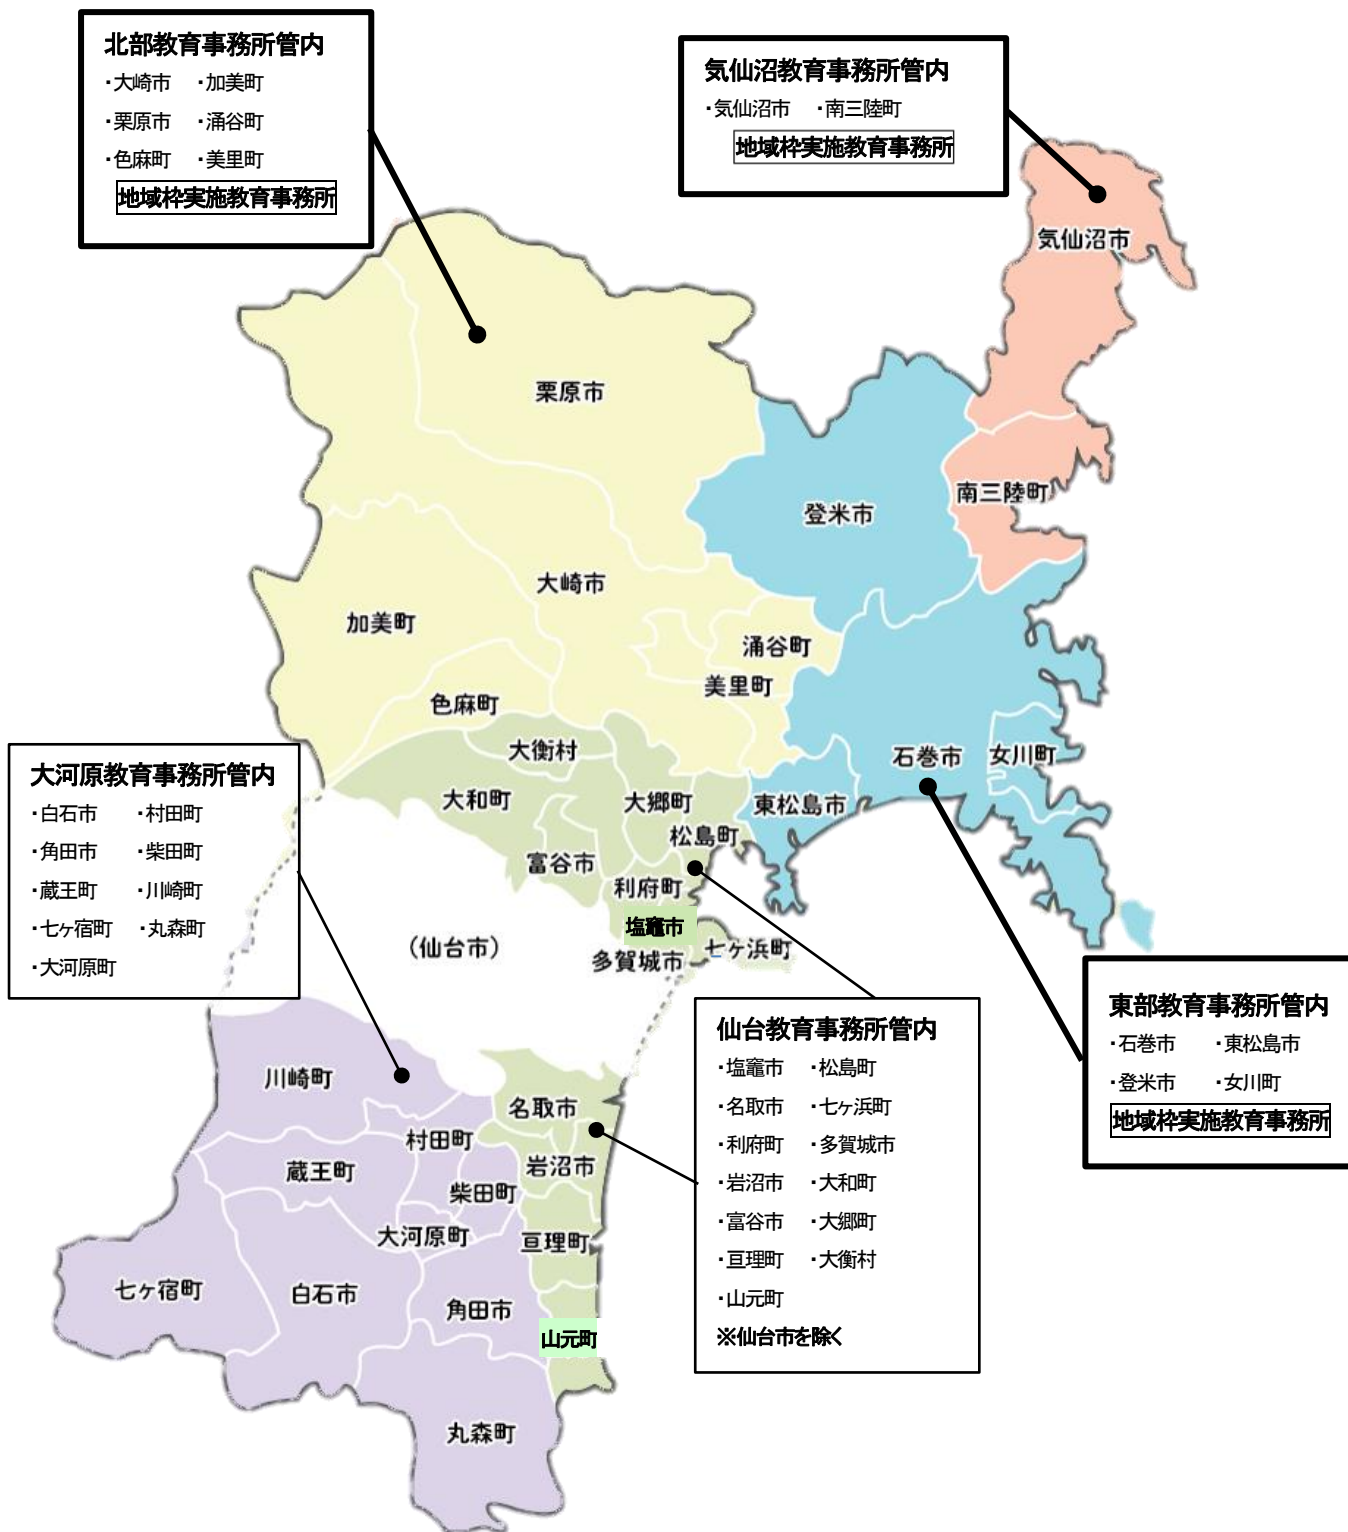 北部教育事務所管内
・大崎市　・加美町
・栗原市　・涌谷町
・色麻町　・美里町
地域枠実施教育事務所
気仙沼教育事務所管内
・気仙沼市　・南三陸町
地域枠実施教育事務所
気仙沼市
栗原市
南三陸町
登米市
大崎市
加美町
涌谷町
美里町
色麻町
大衡村
石巻市
女川町
大和町
大郷町
東松島市
松島町
富谷市
利府町
塩竈市
(仙台市)
多賀城市
七ヶ浜町
大河原教育事務所管内
・白石市　・村田町
・角田市　・柴田町
・蔵王町　・川崎町
・七ヶ宿町　・丸森町
・大河原町
仙台教育事務所管内
・塩竈市　・松島町
・名取市　・七ヶ浜町
・利府町　・多賀城市
・岩沼市　・大和町
・富谷市　・大郷町
・亘理町　・大衡村
・山元町
※仙台市を除く
東部教育事務所管内
・石巻市　・東松島市
・登米市　・女川町
地域枠実施教育事務所
川崎町
名取市
村田町
岩沼市
蔵王町
柴田町
大河原町
亘理町
七ヶ宿町
白石市
角田市
山元町
丸森町